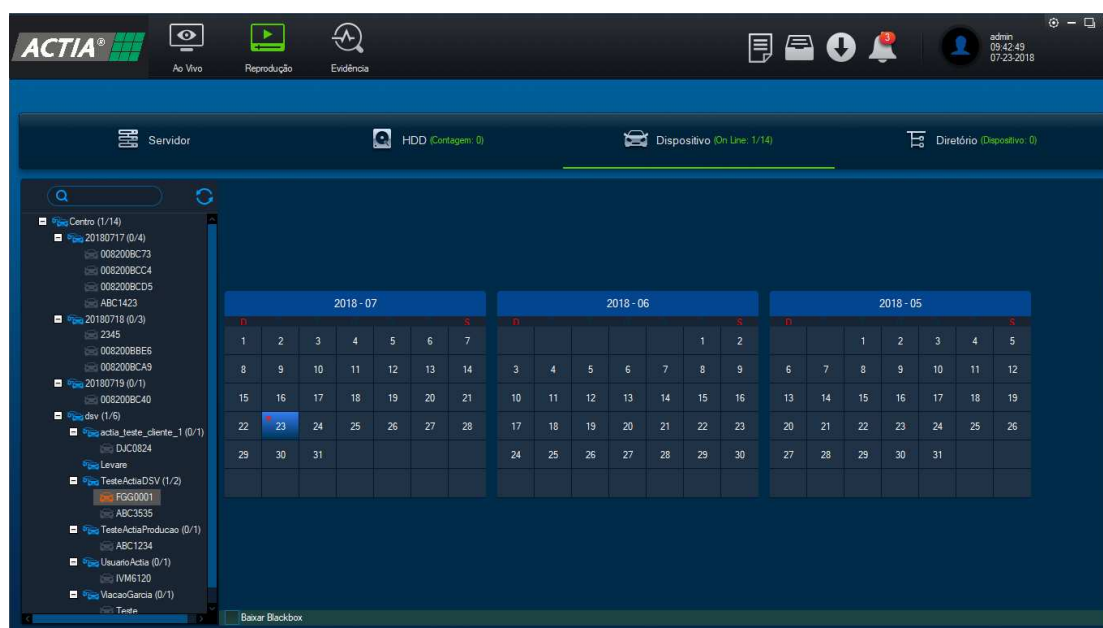 ACTIA®
Ao Vivo
Reprodução
Evidência
3
admin
09:42:49
07-23-2018
Servidor
HDD (Contagem: 0)
Dispositivo (On Line: 1/14)
Diretório (Dispositivo: 0)
Centro (1/14)
20180717 (0/4)
008200BC73
008200BCC4
008200BCD5
ABC1423
20180718 (0/3)
2345
008200BBE6
008200BCA9
20180719 (0/1)
008200BC40
dsv (1/6)
actia_teste_cliente_1 (0/1)
DJC0824
Levare
TesteActiaDSV (1/2)
FGG0001
ABC3535
TesteActiaProducao (0/1)
ABC1234
UsuarioActia (0/1)
IVM6120
ViacaoGarcia (0/1)
Teste
2018 - 07
D S
1 2 3 4 5 6 7
8 9 10 11 12 13 14
15 16 17 18 19 20 21
22 23 24 25 26 27 28
29 30 31
2018 - 06
D S
1 2
3 4 5 6 7 8 9
10 11 12 13 14 15 16
17 18 19 20 21 22 23
24 25 26 27 28 29 30
2018 - 05
D S
1 2 3 4 5
6 7 8 9 10 11 12
13 14 15 16 17 18 19
20 21 22 23 24 25 26
27 28 29 30 31
Baixar Blackbox